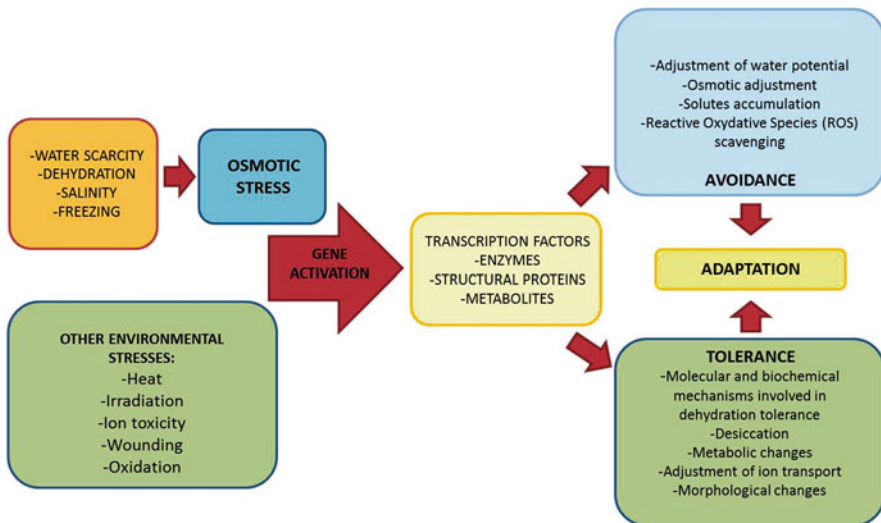 -WATER SCARCITY
-DEHYDRATION
-SALINITY
-FREEZING
OSMOTIC
STRESS
OTHER ENVIRONMENTAL
STRESSES:
-Heat
-Irradiation
-Ion toxicity
-Wounding
-Oxidation
GENE
ACTIVATION
TRANSCRIPTION FACTORS
-ENZYMES
-STRUCTURAL PROTEINS
-METABOLITES
-Adjustment of water potential
-Osmotic adjustment
-Solutes accumulation
-Reactive Oxydative Species (ROS)
scavenging
AVOIDANCE
ADAPTATION
TOLERANCE
-Molecular and biochemical
mechanisms involved in
dehydration tolerance
-Desiccation
-Metabolic changes
-Adjustment of ion transport
-Morphological changes